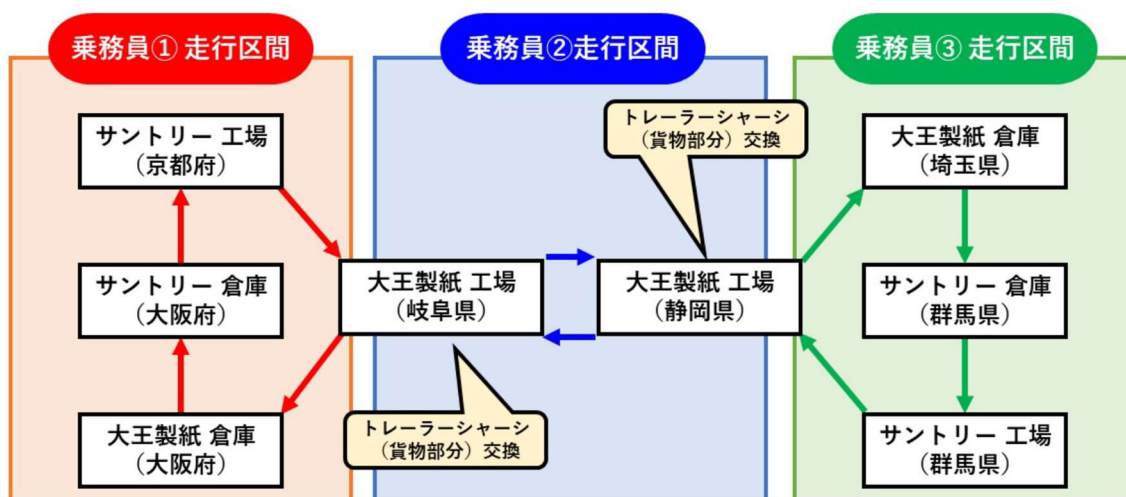 乗務員① 走行区間
乗務員②走行区間
乗務員③ 走行区間
サントリー 工場
（京都府）
サントリー 倉庫
（大阪府）
大王製紙 倉庫
（大阪府）
大王製紙 工場
（岐阜県）
トレーラーシャーシ
（貨物部分）交換
トレーラーシャーシ
（貨物部分）交換
大王製紙 工場
（静岡県）
大王製紙 倉庫
（埼玉県）
サントリー 倉庫
（群馬県）
サントリー 工場
（群馬県）